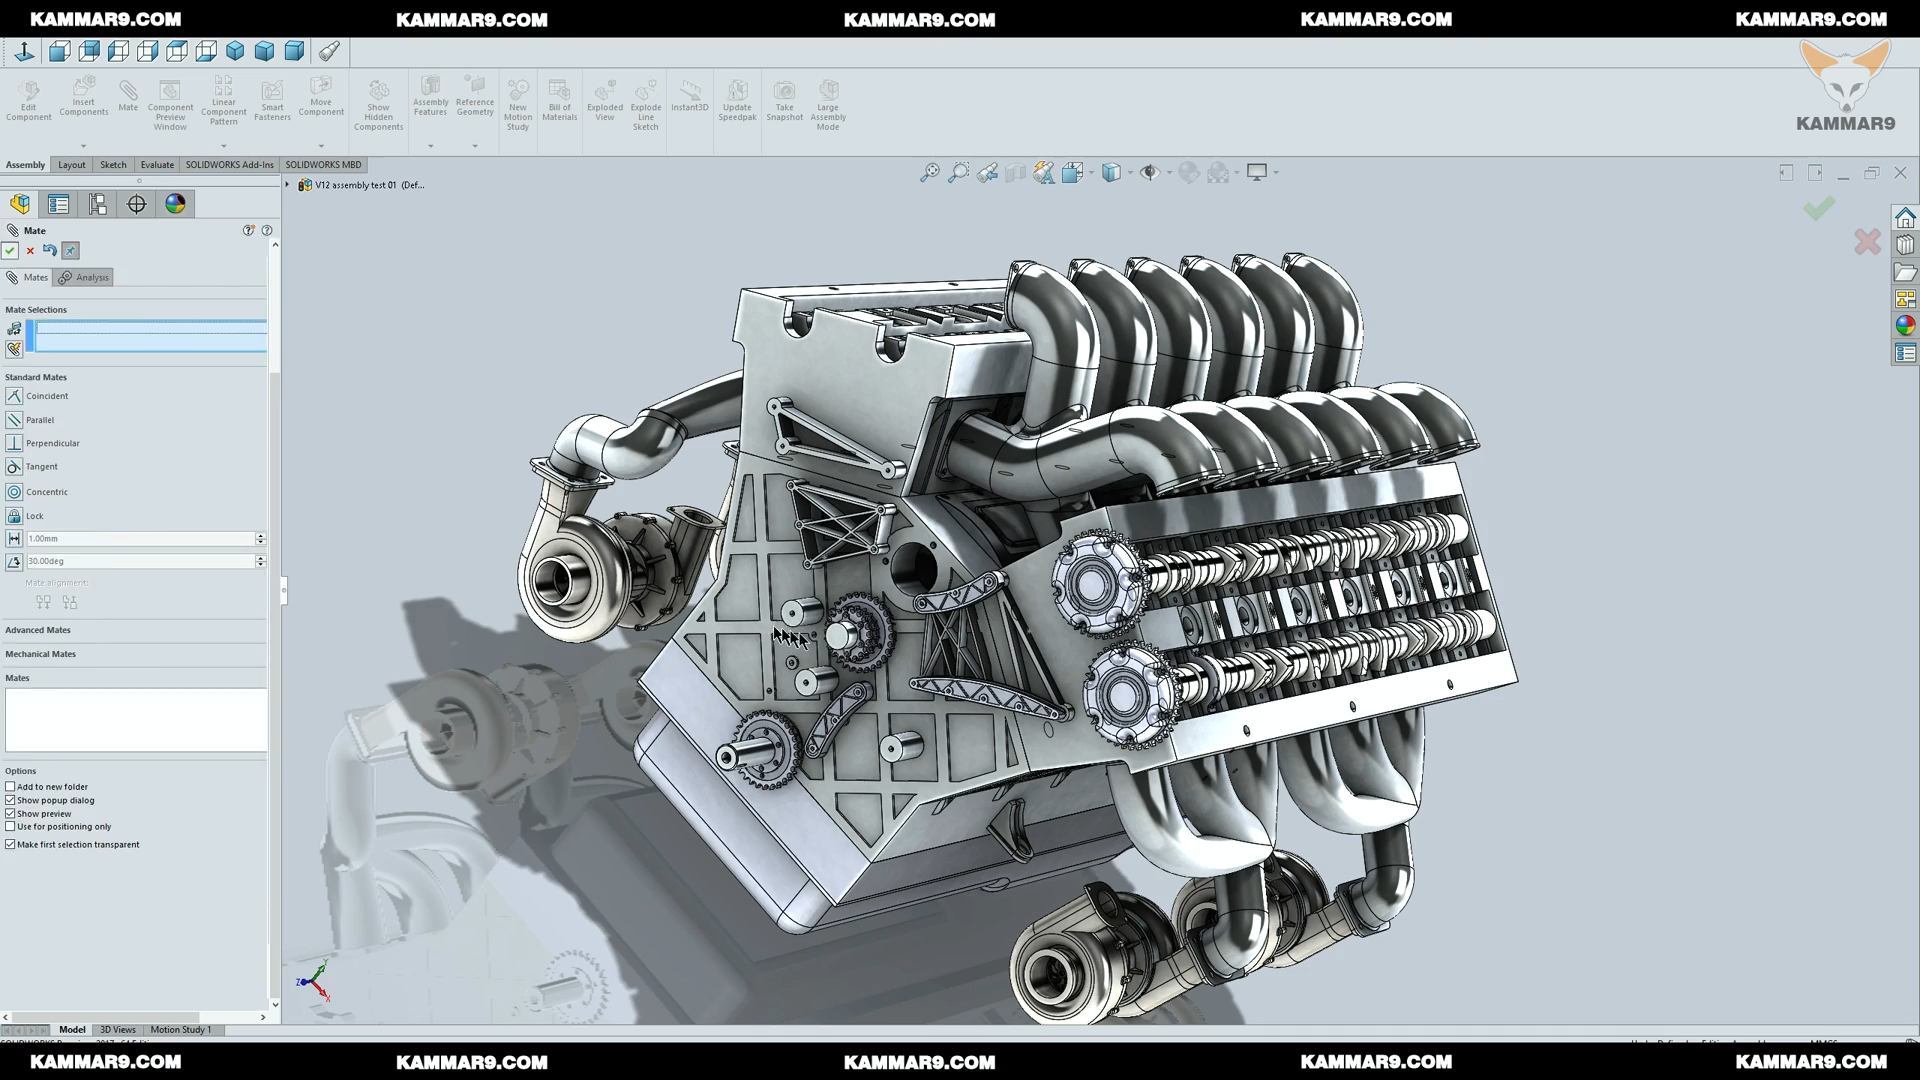 KAMMAR9.COM KAMMAR9.COM KAMMAR9.COM KAMMAR9.COM KAMMAR9.COM
Edit Component
Insert Components
Mate
Component Preview Window
Linear Component Pattern
Smart Fasteners
Move Component
Show Hidden Components
Assembly Features
Reference Geometry
New Motion Study
Bill of Materials
Exploded View
Explode Line Sketch
Instant3D
Update Speedpak
Take Snapshot
Large Assembly Mode
KAMMAR9
Assembly Layout Sketch Evaluate SOLIDWORKS Add-Ins SOLIDWORKS MBD
V12 assembly test 01 (Def...
Mate
Mates Analysis
Mate Selections
Standard Mates
Coincident
Parallel
Perpendicular
Tangent
Concentric
Lock
1.00mm
30.00deg
Mate alignment:
Advanced Mates
Mechanical Mates
Mates
Options
Add to new folder
Show popup dialog
Show preview
Use for positioning only
Make first selection transparent
Y
Z
X
Model 3D Views Motion Study 1
KAMMAR9.COM KAMMAR9.COM KAMMAR9.COM KAMMAR9.COM KAMMAR9.COM